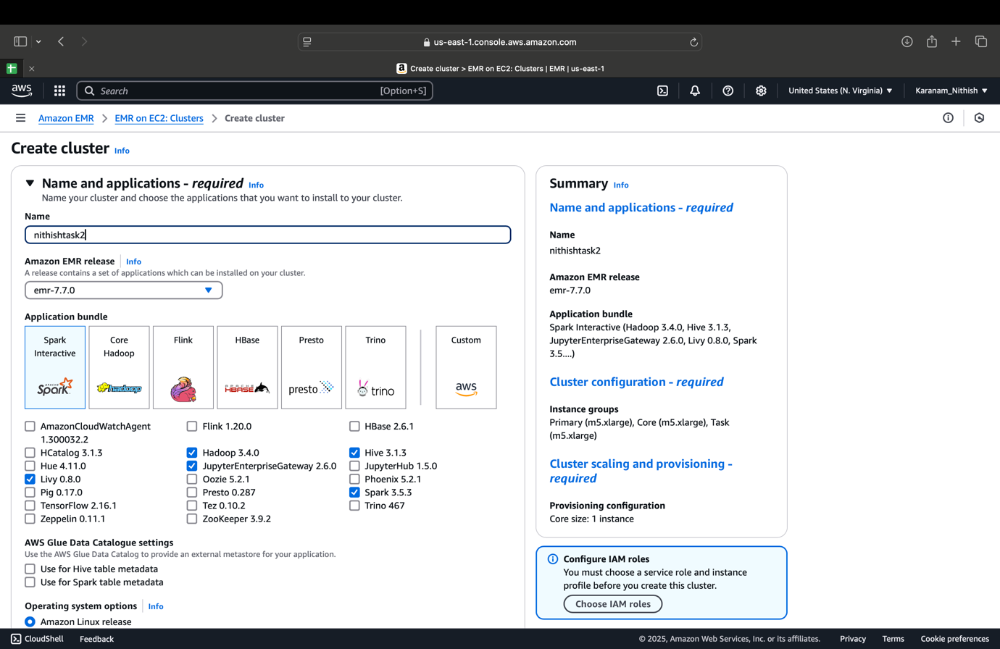 us-east-1.console.aws.amazon.com
Create cluster > EMR on EC2: Clusters | EMR | us-east-1
aws
Search
[Option+S]
United States (N. Virginia) ▼
Karanam_Nithish ▼
Amazon EMR > EMR on EC2: Clusters > Create cluster
Create cluster Info
Name and applications - required Info
Name your cluster and choose the applications that you want to install to your cluster.
Name
nithishtask2
Amazon EMR release | Info
A release contains a set of applications which can be installed on your cluster.
emr-7.7.0
Application bundle
Spark Interactive
APACHE Spark
Core Hadoop
hadoop
Flink
HBase
APACHE HBASE
Presto
presto
Trino
trino
Custom
aws
AmazonCloudWatchAgent 1.300032.2
Flink 1.20.0
HBase 2.6.1
HCatalog 3.1.3
Hadoop 3.4.0
Hive 3.1.3
Hue 4.11.0
JupyterEnterpriseGateway 2.6.0
JupyterHub 1.5.0
Livy 0.8.0
Oozie 5.2.1
Phoenix 5.2.1
Pig 0.17.0
Presto 0.287
Spark 3.5.3
TensorFlow 2.16.1
Tez 0.10.2
Trino 467
Zeppelin 0.11.1
ZooKeeper 3.9.2
AWS Glue Data Catalogue settings
Use the AWS Glue Data Catalog to provide an external metastore for your application.
Use for Hive table metadata
Use for Spark table metadata
Operating system options | Info
Amazon Linux release
Summary Info
Name and applications - required
Name
nithishtask2
Amazon EMR release
emr-7.7.0
Application bundle
Spark Interactive (Hadoop 3.4.0, Hive 3.1.3,
JupyterEnterpriseGateway 2.6.0, Livy 0.8.0, Spark
3.5....)
Cluster configuration - required
Instance groups
Primary (m5.xlarge), Core (m5.xlarge), Task
(m5.xlarge)
Cluster scaling and provisioning -
required
Provisioning configuration
Core size: 1 instance
Configure IAM roles
You must choose a service role and instance
profile before you create this cluster.
Choose IAM roles
CloudShell
Feedback
© 2025, Amazon Web Services, Inc. or its affiliates.
Privacy
Terms
Cookie preferences